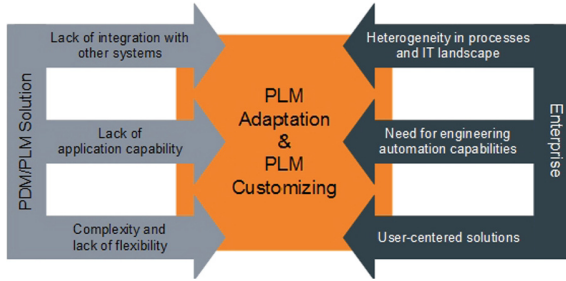 PDM/PLM Solution
Lack of integration with
other systems
Lack of
application capability
Complexity and
lack of flexibility
PLM
Adaptation
&
PLM
Customizing
Heterogeneity in processes
and IT landscape
Need for engineering
automation capabilities
User-centered solutions
Enterprise